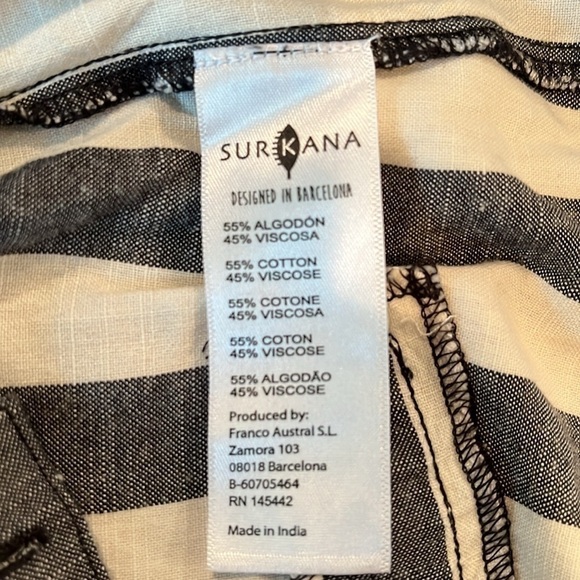 SURKANA
DESIGNED IN BARCELONA
55% ALGODÓN
45% VISCOSA
55% COTTON
45% VISCOSE
55% COTONE
45% VISCOSA
55% COTON
45% VISCOSE
55% ALGODÃO
45% VISCOSE
Produced by:
Franco Austral S.L.
Zamora 103
08018 Barcelona
B-60705464
RN 145442
Made in India